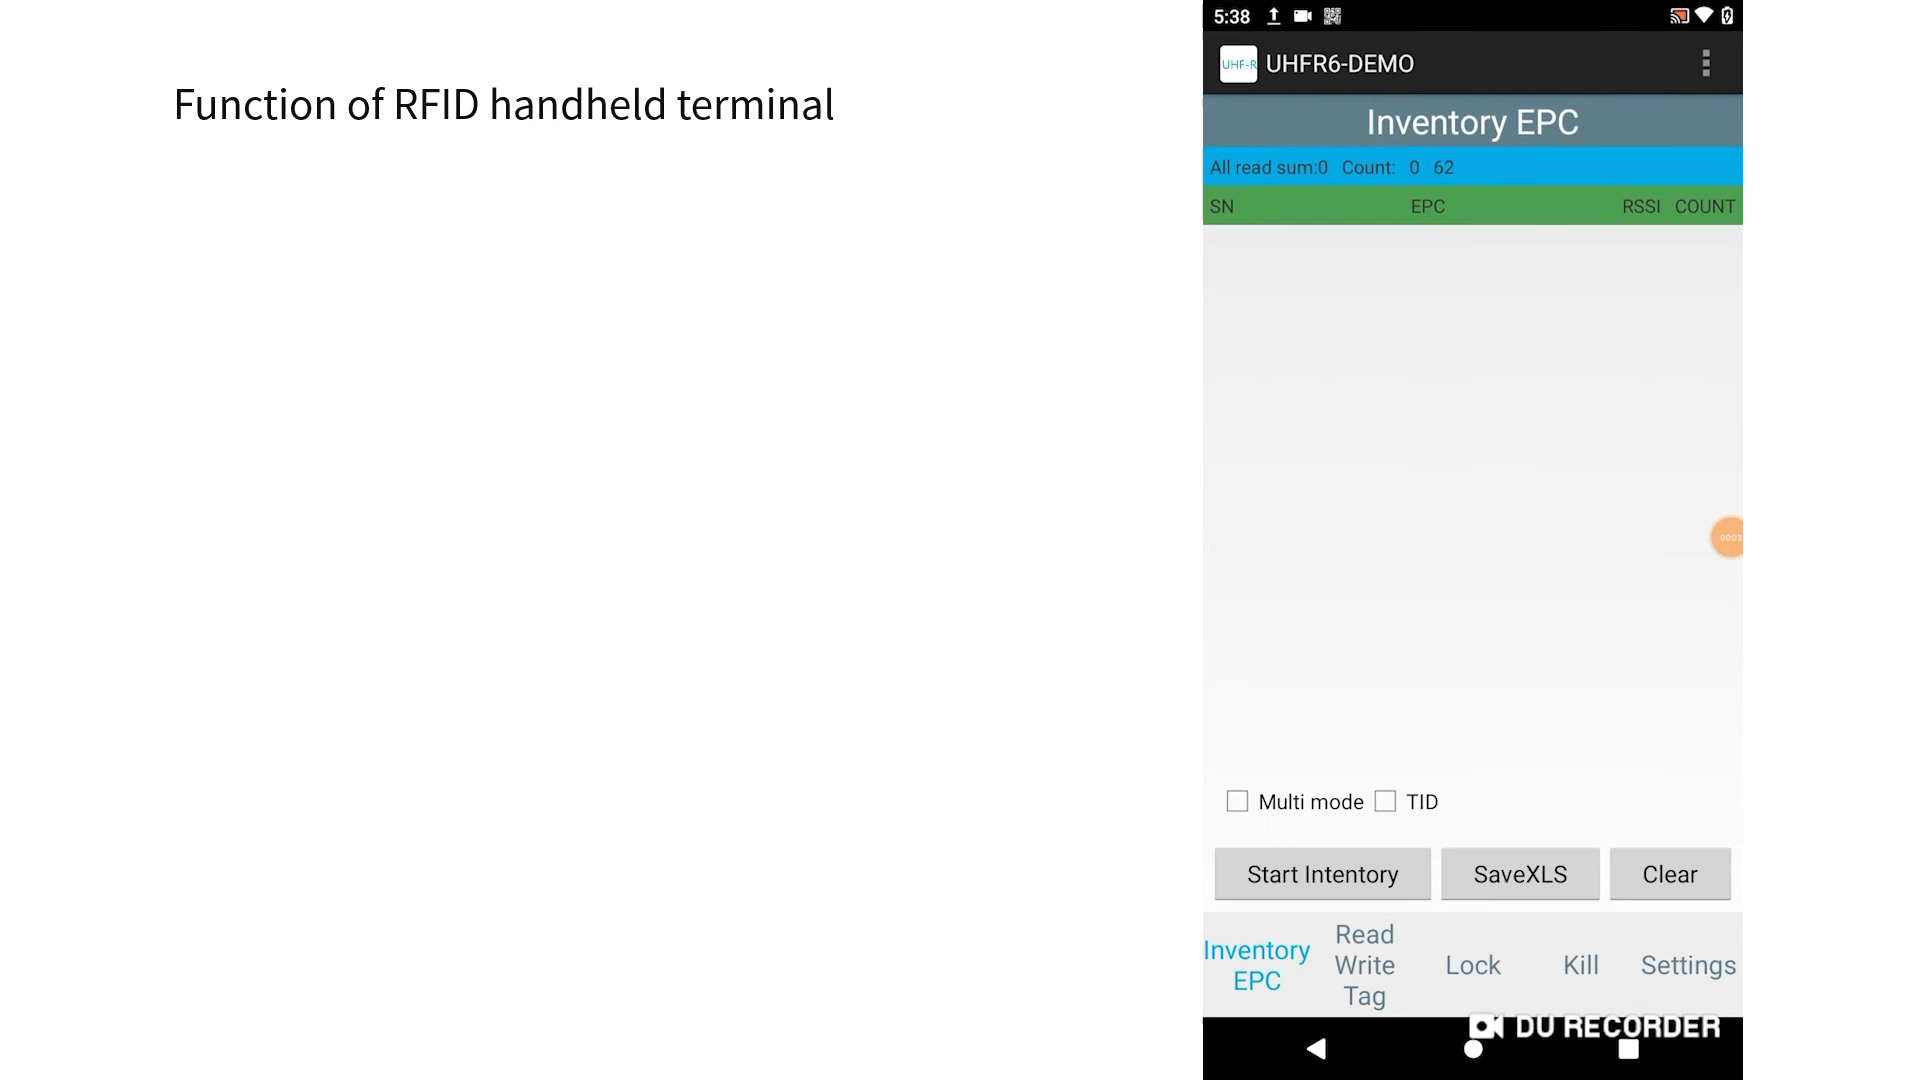 Function of RFID handheld terminal
5:38
UHF-R UHFR6-DEMO
Inventory EPC
All read sum:0 Count: 0 62
SN EPC RSSI COUNT
00:03
Multi mode TID
Start Intentory SaveXLS Clear
Inventory
EPC
Read
Write
Tag
Lock
Kill
Settings
DU RECORDER